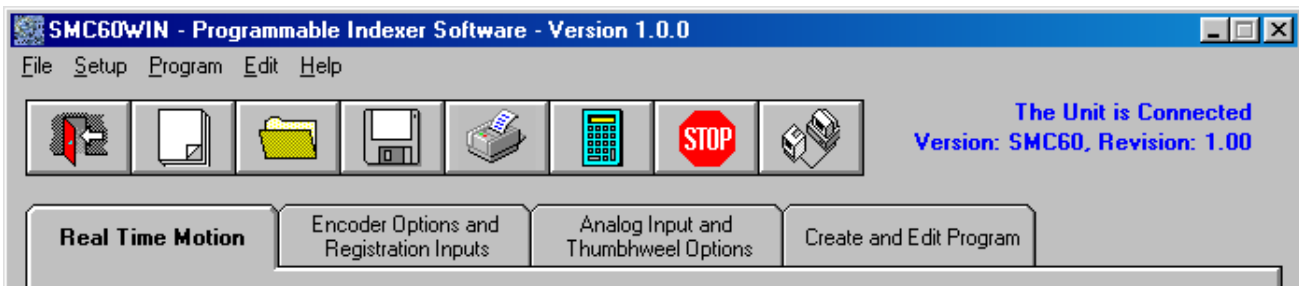 SMC60WIN - Programmable Indexer Software - Version 1.0.0
File Setup Program Edit Help
STOP
The Unit is Connected
Version: SMC60, Revision: 1.00
Real Time Motion
Encoder Options and
Registration Inputs
Analog Input and
Thumbhweel Options
Create and Edit Program